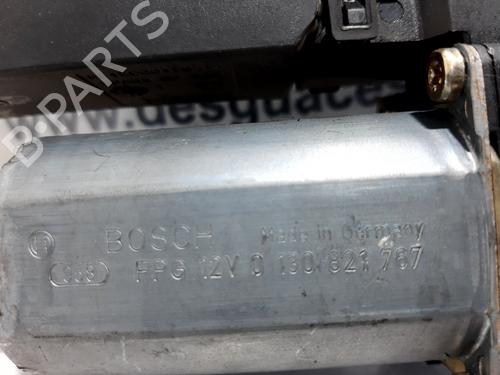 www.desguace
B-PARTS
BOSCH Made in Germany
FPG 12V 0 130 821 767